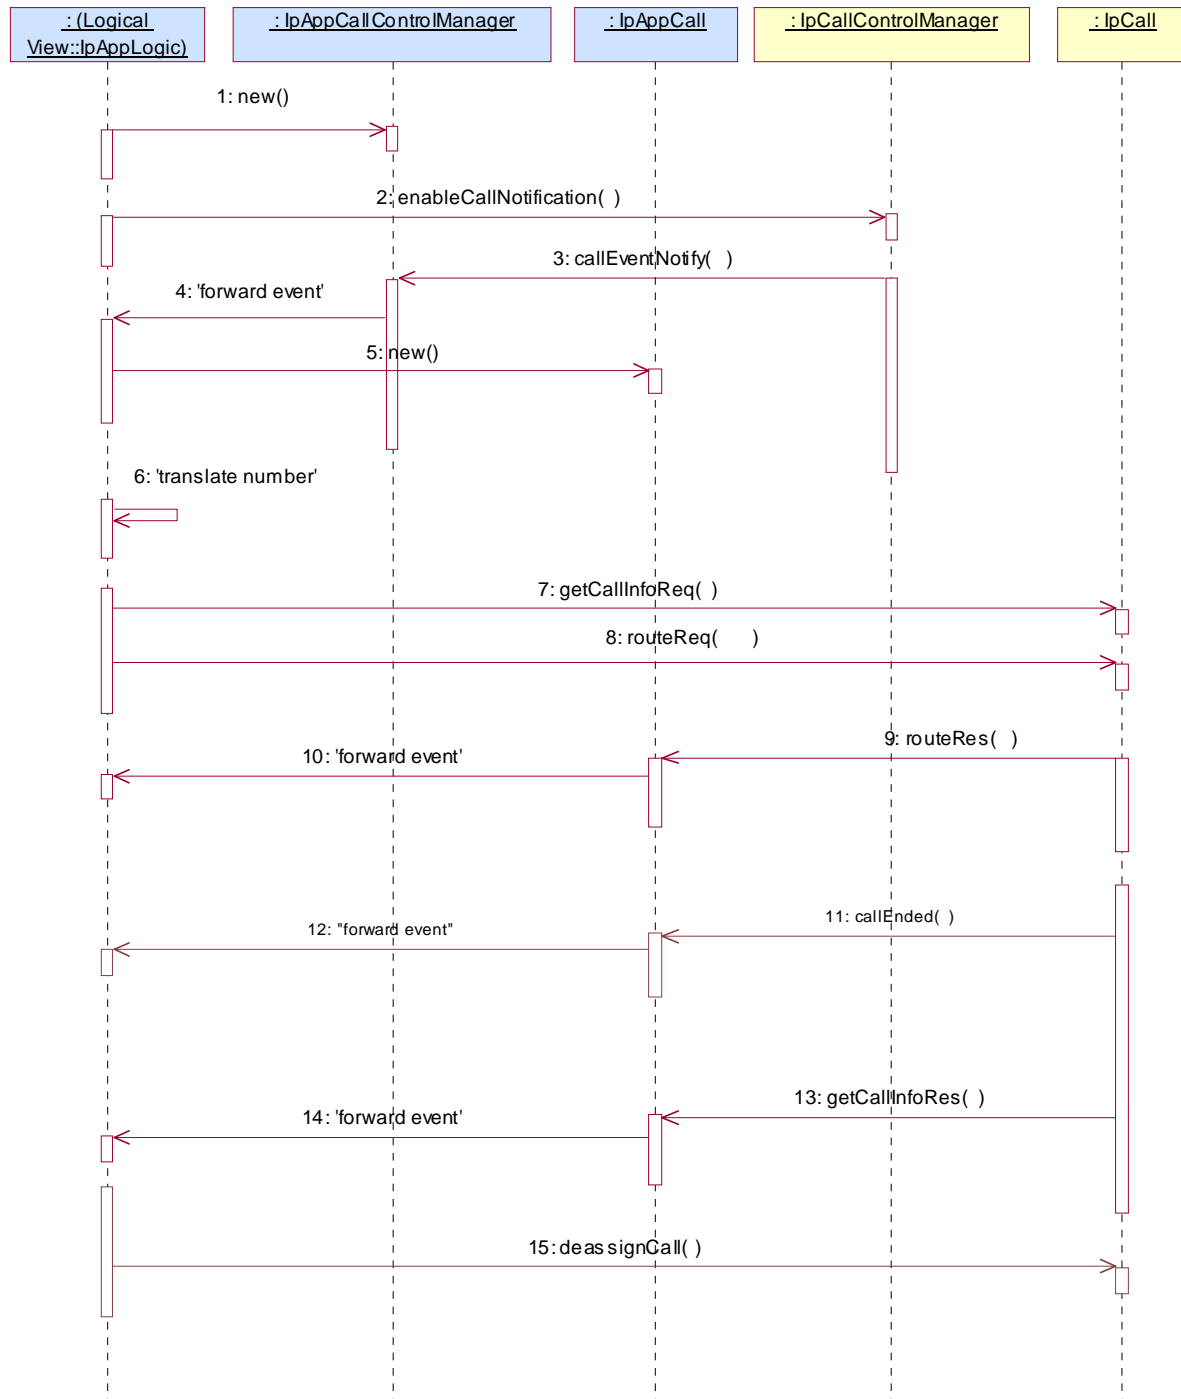 : (Logical
View::IpAppLogic)
: IpAppCallControlManager
: IpAppCall
: IpCallControlManager
: IpCall
1: new()
2: enableCallNotification( )
3: callEventNotify( )
4: 'forward event'
5: new()
6: 'translate number'
7: getCallInfoReq( )
8: routeReq( )
9: routeRes( )
10: 'forward event'
11: callEnded( )
12: "forward event"
13: getCallInfoRes( )
14: 'forward event'
15: deassignCall( )